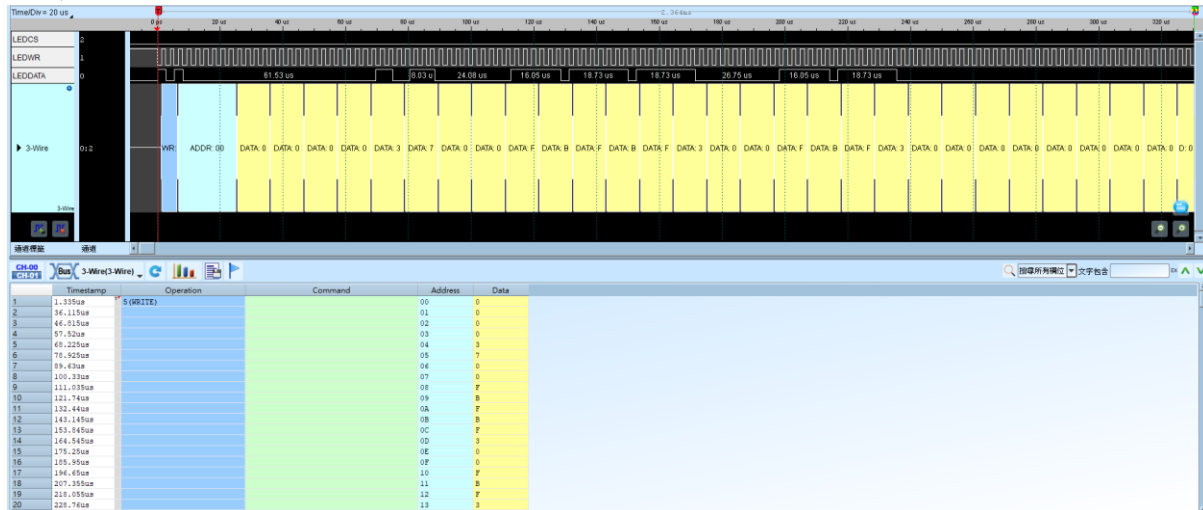 Time/Div = 20 us
2.364ms
0 ps 20 us 40 us 60 us 80 us 100 us 120 us 140 us 160 us 180 us 200 us 220 us 240 us 260 us 280 us 300 us 320 us
LEDCS 2
LEDWR 1
LEDDATA 0 61.53 us 8.03 u 24.08 us 16.05 us 18.73 us 18.73 us 26.75 us 16.05 us 18.73 us
3-Wire 0:2 WR: ADDR: 00 DATA: 0 DATA: 0 DATA: 0 DATA: 0 DATA: 3 DATA: 7 DATA: 0 DATA: 0 DATA: F DATA: B DATA: F DATA: B DATA: F DATA: 3 DATA: 0 DATA: 0 DATA: F DATA: B DATA: F DATA: 3 DATA: 0 DATA: 0 DATA: 0 DATA: 0 DATA: 0 DATA: 0 DATA: 0 DATA: 0 D: 0
3-Wire
通道標籤 通道
CH-00 CH-01 Bus 3-Wire(3-Wire) 搜尋所有欄位 文字包含
Timestamp Operation Command Address Data
1 1.335us 5(WRITE) 00 0
2 36.115us 01 0
3 46.815us 02 0
4 57.52us 03 0
5 68.225us 04 3
6 78.925us 05 7
7 89.63us 06 0
8 100.33us 07 0
9 111.035us 08 F
10 121.74us 09 B
11 132.44us 0A F
12 143.145us 0B B
13 153.845us 0C F
14 164.545us 0D 3
15 175.25us 0E 0
16 185.95us 0F 0
17 196.65us 10 F
18 207.355us 11 B
19 218.055us 12 F
20 228.76us 13 3